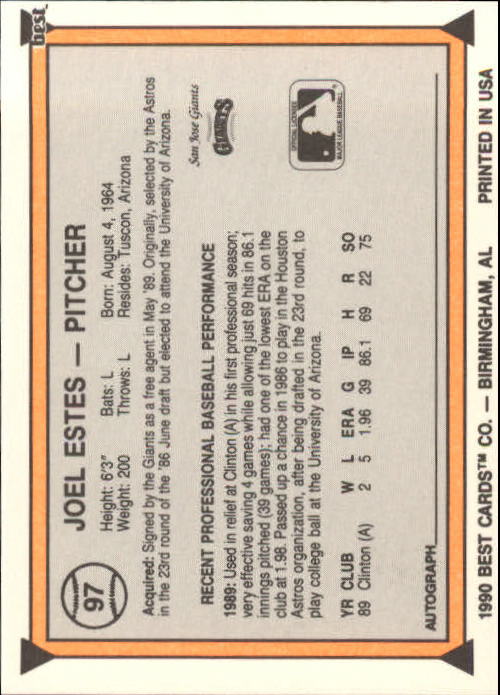 best
97
JOEL ESTES — PITCHER
Height: 6'3" Bats: L Born: August 4, 1964
Weight: 200 Throws: L Resides: Tuscon, Arizona
Acquired: Signed by the Giants as a free agent in May '89. Originally, selected by the Astros
in the 23rd round of the '86 June draft but elected to attend the University of Arizona.
RECENT PROFESSIONAL BASEBALL PERFORMANCE
1989: Used in relief at Clinton (A) in his first professional season;
very effective saving 4 games while allowing just 69 hits in 86.1
innings pitched (39 games); had one of the lowest ERA on the
club at 1.98. Passed up a chance in 1986 to play in the Houston
Astros organization, after being drafted in the 23rd round, to
play college ball at the University of Arizona.
San Jose Giants
GIANTS
OFFICIAL LICENSEE
MAJOR LEAGUE BASEBALL
YR CLUB W L ERA G IP H R SO
89 Clinton (A) 2 5 1.96 39 86.1 69 22 75
AUTOGRAPH
1990 BEST CARDS™ CO. — BIRMINGHAM, AL PRINTED IN USA